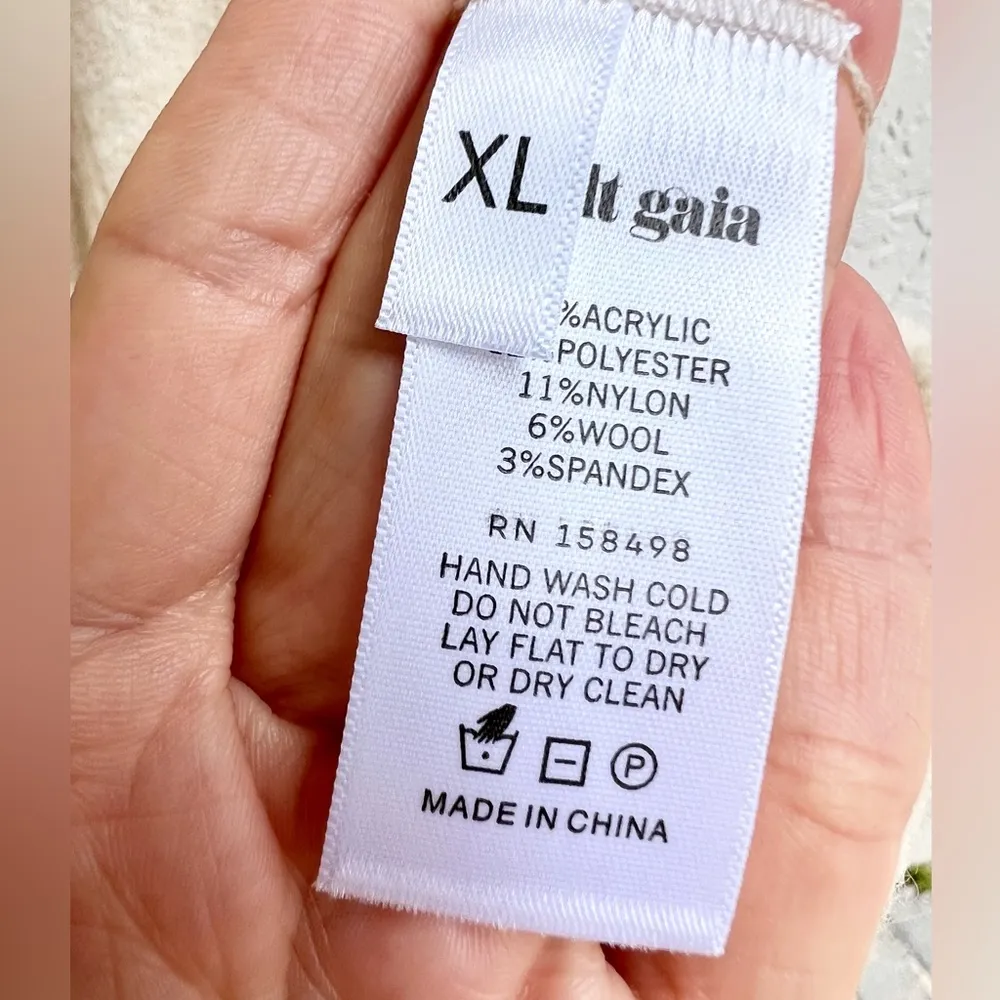 XL
lt gaia
%ACRYLIC
POLYESTER
11%NYLON
6%WOOL
3%SPANDEX
RN 158498
HAND WASH COLD
DO NOT BLEACH
LAY FLAT TO DRY
OR DRY CLEAN
P
MADE IN CHINA